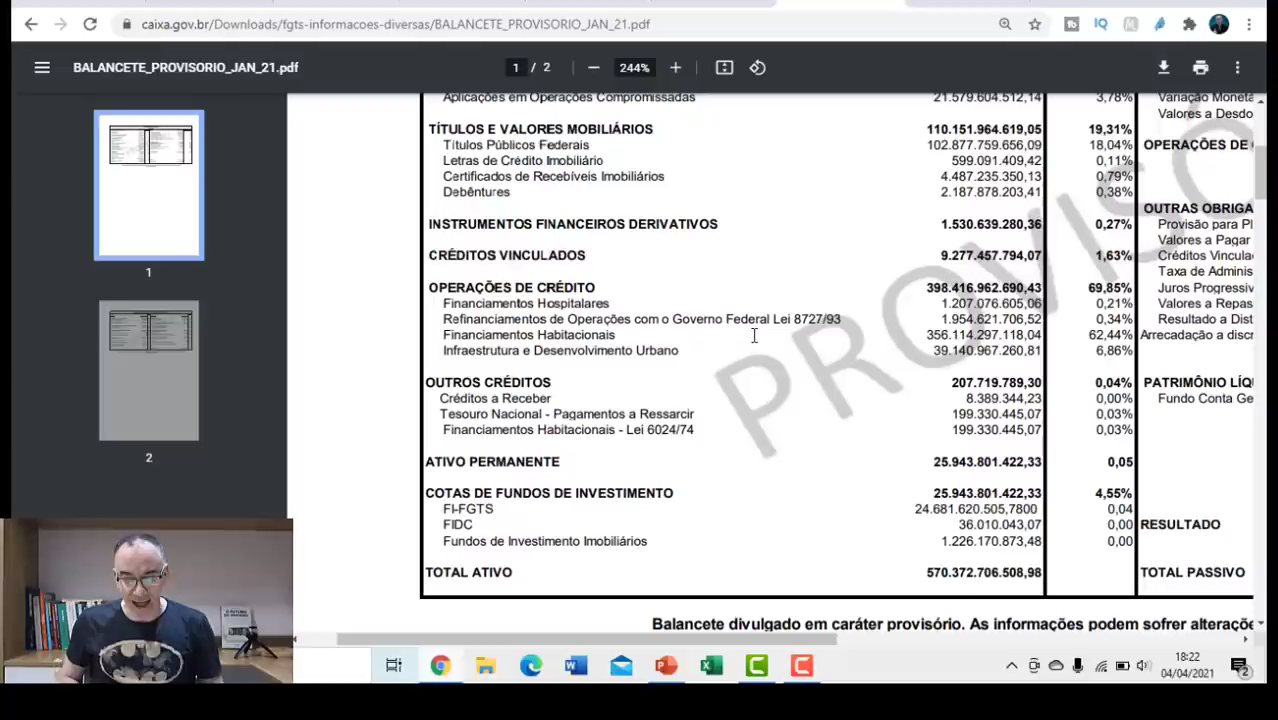 caixa.gov.br/Downloads/fgts-informacoes-diversas/BALANCETE_PROVISORIO_JAN_21.pdf
BALANCETE_PROVISORIO_JAN_21.pdf
1 / 2
244%
Aplicações em Operações Compromissadas 21.579.604.512,14 3,78% Variação Monetá
Valores a Desdo
TÍTULOS E VALORES MOBILIÁRIOS 110.151.964.619,05 19,31%
Títulos Públicos Federais 102.877.759.656,09 18,04% OPERAÇÕES DE
Letras de Crédito Imobiliário 599.091.409,42 0,11%
Certificados de Recebíveis Imobiliários 4.487.235.350,13 0,79%
Debêntures 2.187.878.203,41 0,38%
OUTRAS OBRIGA
INSTRUMENTOS FINANCEIROS DERIVATIVOS 1.530.639.280,36 0,27% Provisão para Pl
Valores a Pagar
CRÉDITOS VINCULADOS 9.277.457.794,07 1,63% Créditos Vincula
Taxa de Adminis
OPERAÇÕES DE CRÉDITO 398.416.962.690,43 69,85% Juros Progressiv
Financiamentos Hospitalares 1.207.076.605,06 0,21% Valores a Repas
Refinanciamentos de Operações com o Governo Federal Lei 8727/93 1.954.621.706,52 0,34% Resultado a Dist
Financiamentos Habitacionais 356.114.297.118,04 62,44% Arrecadação a discr
Infraestrutura e Desenvolvimento Urbano 39.140.967.260,81 6,86%
OUTROS CRÉDITOS 207.719.789,30 0,04% PATRIMÔNIO LÍQ
Créditos a Receber 8.389.344,23 0,00% Fundo Conta Ge
Tesouro Nacional - Pagamentos a Ressarcir 199.330.445,07 0,03%
Financiamentos Habitacionais - Lei 6024/74 199.330.445,07 0,03%
ATIVO PERMANENTE 25.943.801.422,33 0,05
COTAS DE FUNDOS DE INVESTIMENTO 25.943.801.422,33 4,55%
FI-FGTS 24.681.620.505,7800 0,04
FIDC 36.010.043,07 0,00 RESULTADO
Fundos de Investimento Imobiliários 1.226.170.873,48 0,00
TOTAL ATIVO 570.372.706.508,98 TOTAL PASSIVO
PROVISÓ
Balancete divulgado em caráter provisório. As informações podem sofrer alteraçõe
1
2
18:22
04/04/2021